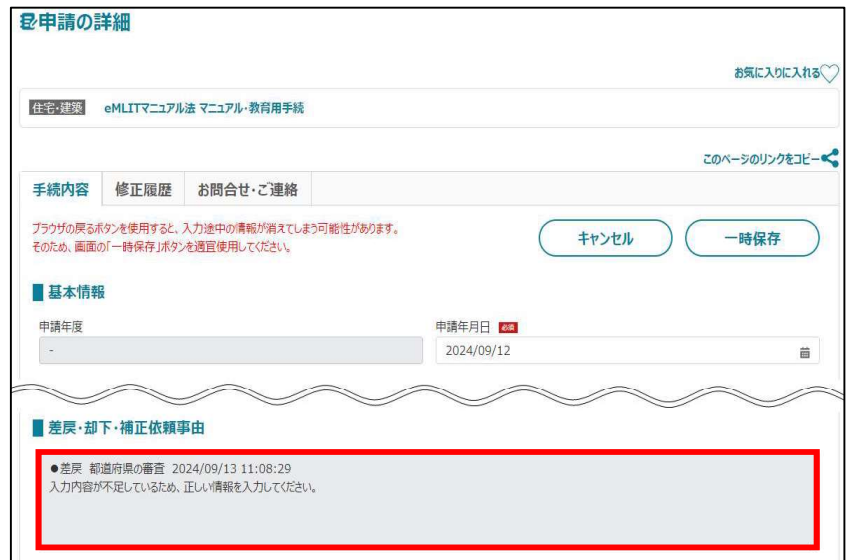 申請の詳細
お気に入りに入れる
住宅・建築 eMLITマニュアル法 マニュアル・教育用手続
このページのリンクをコピー
手続内容 修正履歴 お問合せ・ご連絡
ブラウザの戻るボタンを使用すると、入力途中の情報が消えてしまう可能性があります。
そのため、画面の「一時保存」ボタンを適宜使用してください。
キャンセル 一時保存
基本情報
申請年度 申請年月日 必須
- 2024/09/12
差戻・却下・補正依頼事由
●差戻 都道府県の審査 2024/09/13 11:08:29
入力内容が不足しているため、正しい情報を入力してください。